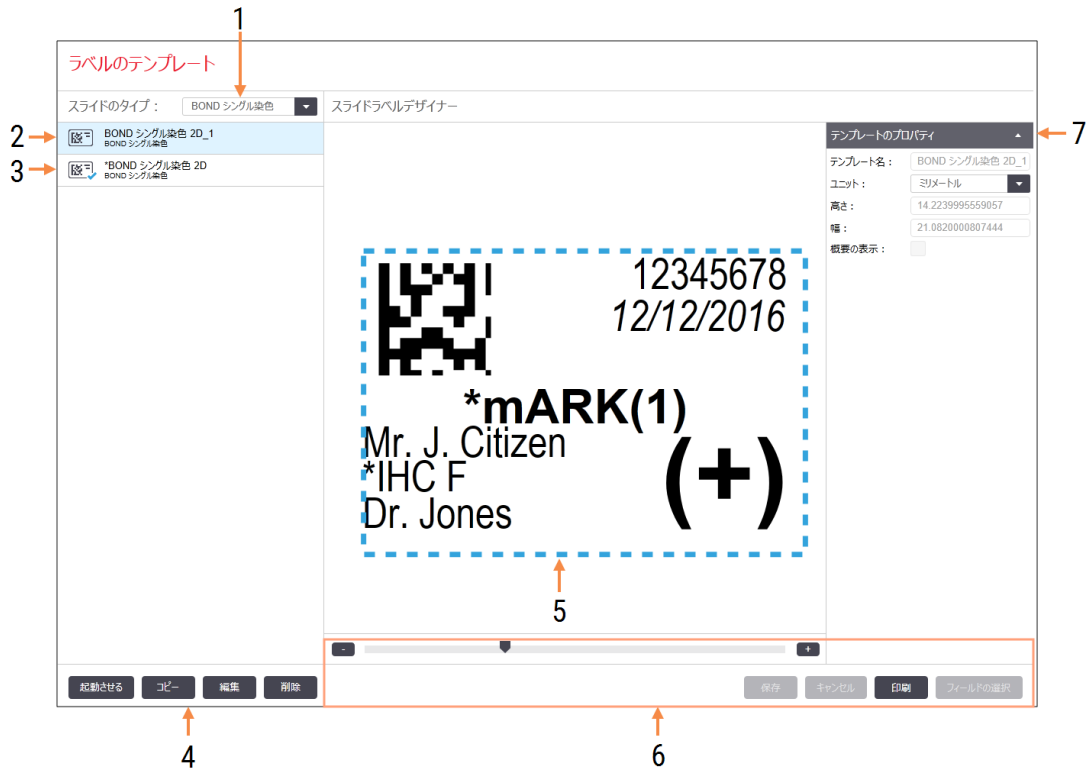 1
ラベルのテンプレート
スライドのタイプ： BOND シングル染色
スライドラベルデザイナー
2
BOND シングル染色 2D_1
BOND シングル染色
3
*BOND シングル染色 2D
BOND シングル染色
テンプレートのプロパティ
7
テンプレート名： BOND シングル染色 2D_1
ユニット： ミリメートル
高さ： 14.2239995559057
幅： 21.0820000807444
概要の表示：
12345678
12/12/2016
*mARK(1)
Mr. J. Citizen
*IHC F
Dr. Jones
(+)
5
- +
起動させる コピー 編集 削除
保存 キャンセル 印刷 フィールドの選択
4
6